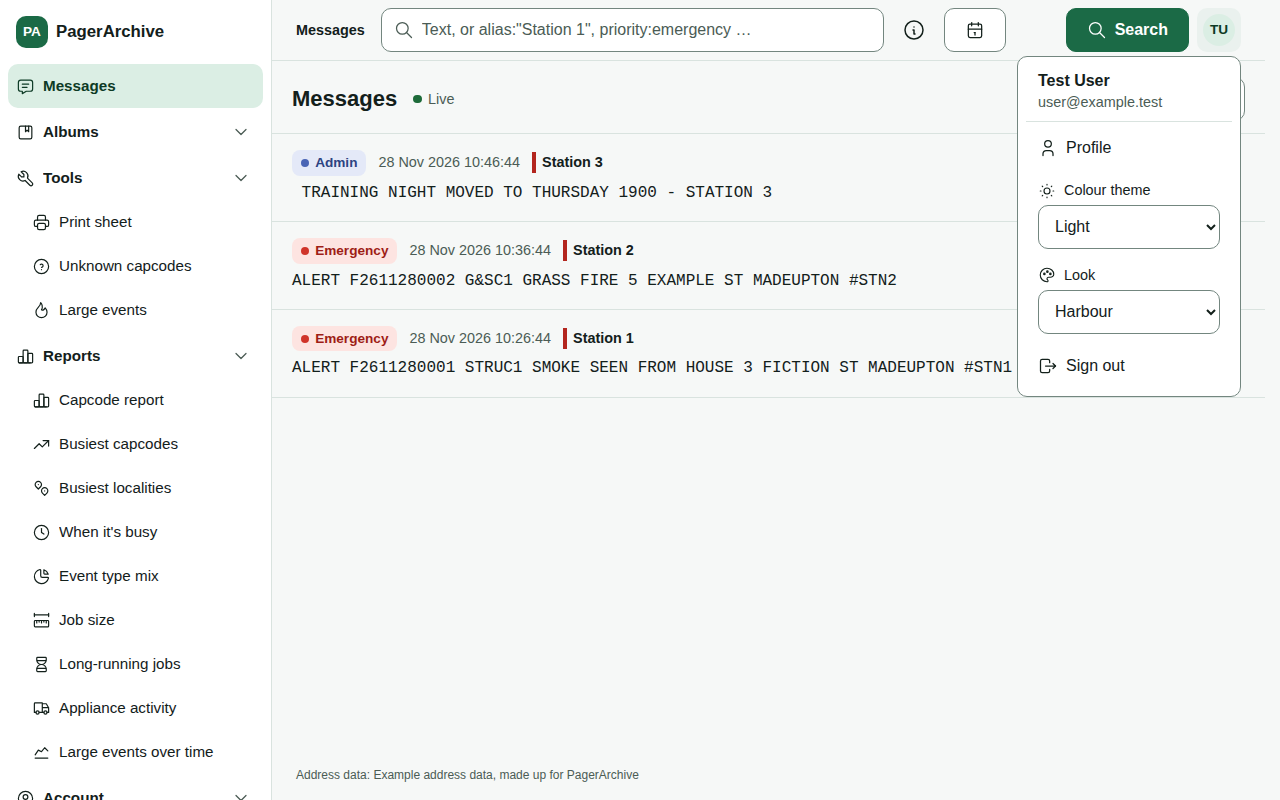 PA PagerArchive
Messages
Albums
Tools
Print sheet
Unknown capcodes
Large events
Reports
Capcode report
Busiest capcodes
Busiest localities
When it's busy
Event type mix
Job size
Long-running jobs
Appliance activity
Large events over time
Account
Messages
Text, or alias:"Station 1", priority:emergency …
Search
TU
Messages
Live
Admin 28 Nov 2026 10:46:44 Station 3
TRAINING NIGHT MOVED TO THURSDAY 1900 - STATION 3
Emergency 28 Nov 2026 10:36:44 Station 2
ALERT F2611280002 G&SC1 GRASS FIRE 5 EXAMPLE ST MADEUPTON #STN2
Emergency 28 Nov 2026 10:26:44 Station 1
ALERT F2611280001 STRUC1 SMOKE SEEN FROM HOUSE 3 FICTION ST MADEUPTON #STN1
Test User
user@example.test
Profile
Colour theme
Light
Look
Harbour
Sign out
Address data: Example address data, made up for PagerArchive